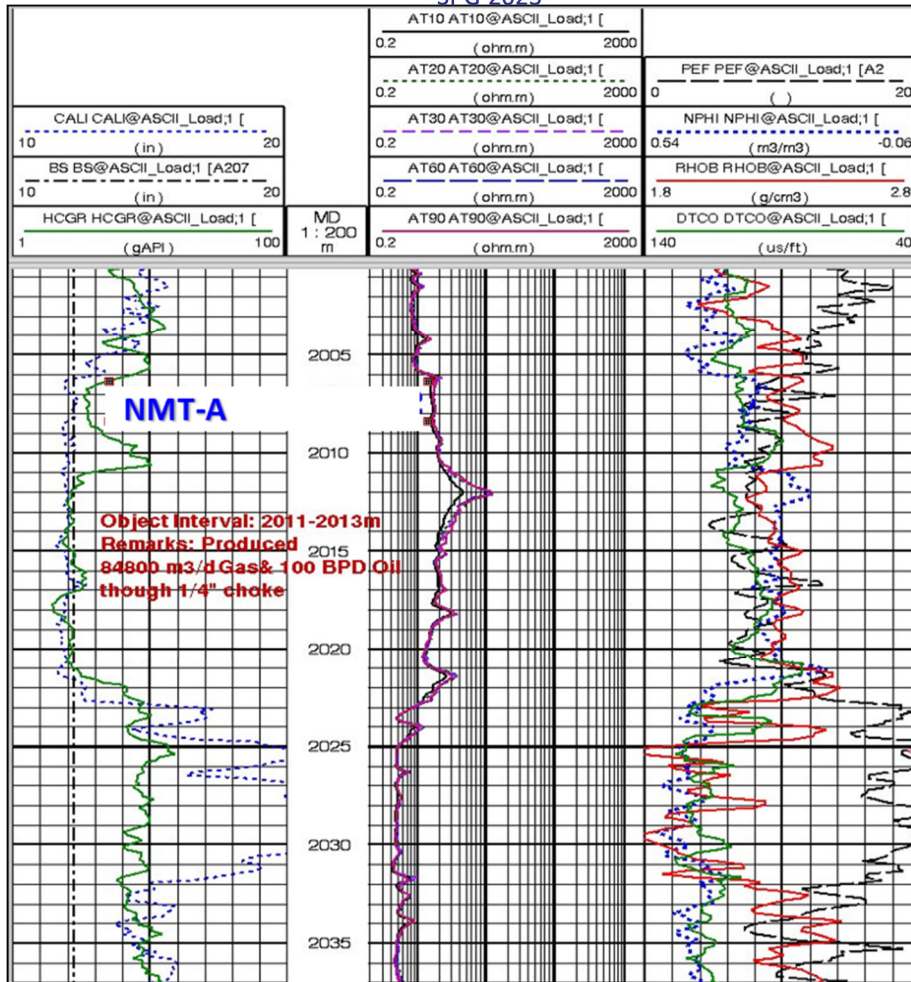 SPG-2023
AT10 AT10@ASCII_Load;1 [
0.2 (ohm.m) 2000
AT20 AT20@ASCII_Load;1 [
0.2 (ohm.m) 2000
PEF PEF@ASCII_Load;1 [A2
0 ( ) 20
CALI CALI@ASCII_Load;1 [
10 (in) 20
AT30 AT30@ASCII_Load;1 [
0.2 (ohm.m) 2000
NPHI NPHI@ASCII_Load;1 [
0.54 (m3/m3) -0.06
BS BS@ASCII_Load;1 [A207
10 (in) 20
AT60 AT60@ASCII_Load;1 [
0.2 (ohm.m) 2000
RHOB RHOB@ASCII_Load;1 [
1.8 (g/cm3) 2.8
HCGR HCGR@ASCII_Load;1 [
1 (gAPI) 100
MD
1 : 200
m
AT90 AT90@ASCII_Load;1 [
0.2 (ohm.m) 2000
DTCO DTCO@ASCII_Load;1 [
140 (us/ft) 40
2005
NMT-A
2010
Object Interval: 2011-2013m
Remarks: Produced
84800 m3/d Gas& 100 BPD Oil
though 1/4" choke
2015
2020
2025
2030
2035